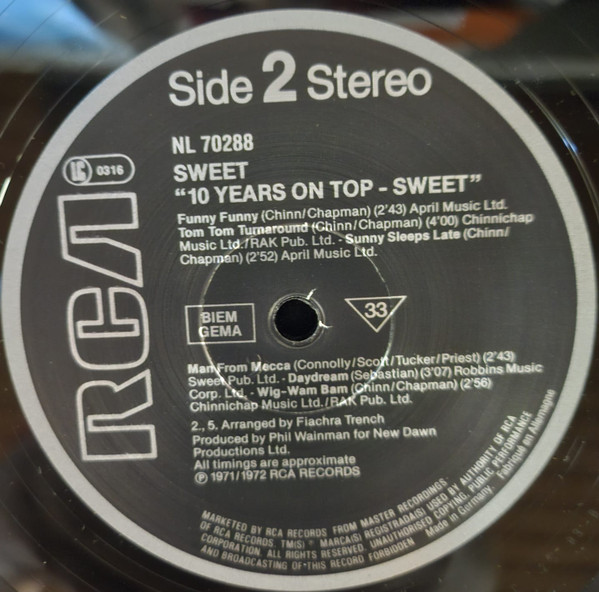 Side 2 Stereo
NL 70288
LC 0316
SWEET
"10 YEARS ON TOP - SWEET"
Funny Funny (Chinn/Chapman) (2'43) April Music Ltd.
Tom Tom Turnaround (Chinn/Chapman) (4'00) Chinnichap
Music Ltd./RAK Pub. Ltd. - Sunny Sleeps Late (Chinn/
Chapman) (2'52) April Music Ltd.
RCA
BIEM
GEMA
33
Man From Mecca (Connolly/Scott/Tucker/Priest) (2'43)
Sweet Pub. Ltd. - Daydream (Sebastian) (3'07) Robbins Music
Corp. Ltd. - Wig-Wam Bam (Chinn/Chapman) (2'56)
Chinnichap Music Ltd./RAK Pub. Ltd.
2., 5. Arranged by Fiachra Trench
Produced by Phil Wainman for New Dawn
Productions Ltd.
All timings are approximate
℗ 1971/1972 RCA RECORDS
MARKETED BY RCA RECORDS FROM MASTER RECORDINGS
OF RCA RECORDS. TM(S) ® MARCA(S) REGISTRADA(S) USED BY AUTHORITY OF RCA
CORPORATION. ALL RIGHTS RESERVED. UNAUTHORISED COPYING, PUBLIC PERFORMANCE
AND BROADCASTING OF THIS RECORD FORBIDDEN Made in Germany. Fabriqué en Allemagne